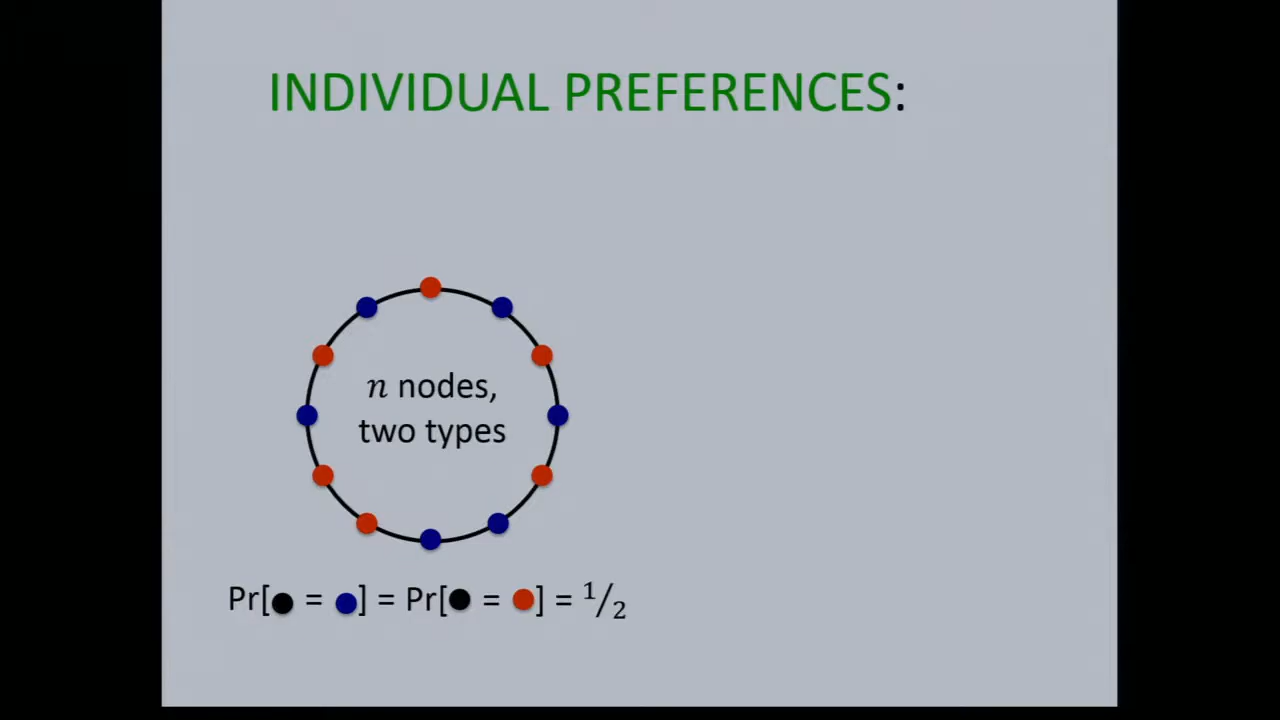 INDIVIDUAL PREFERENCES:
n nodes,
two types
Pr[● = ●] = Pr[● = ●] = 1/2